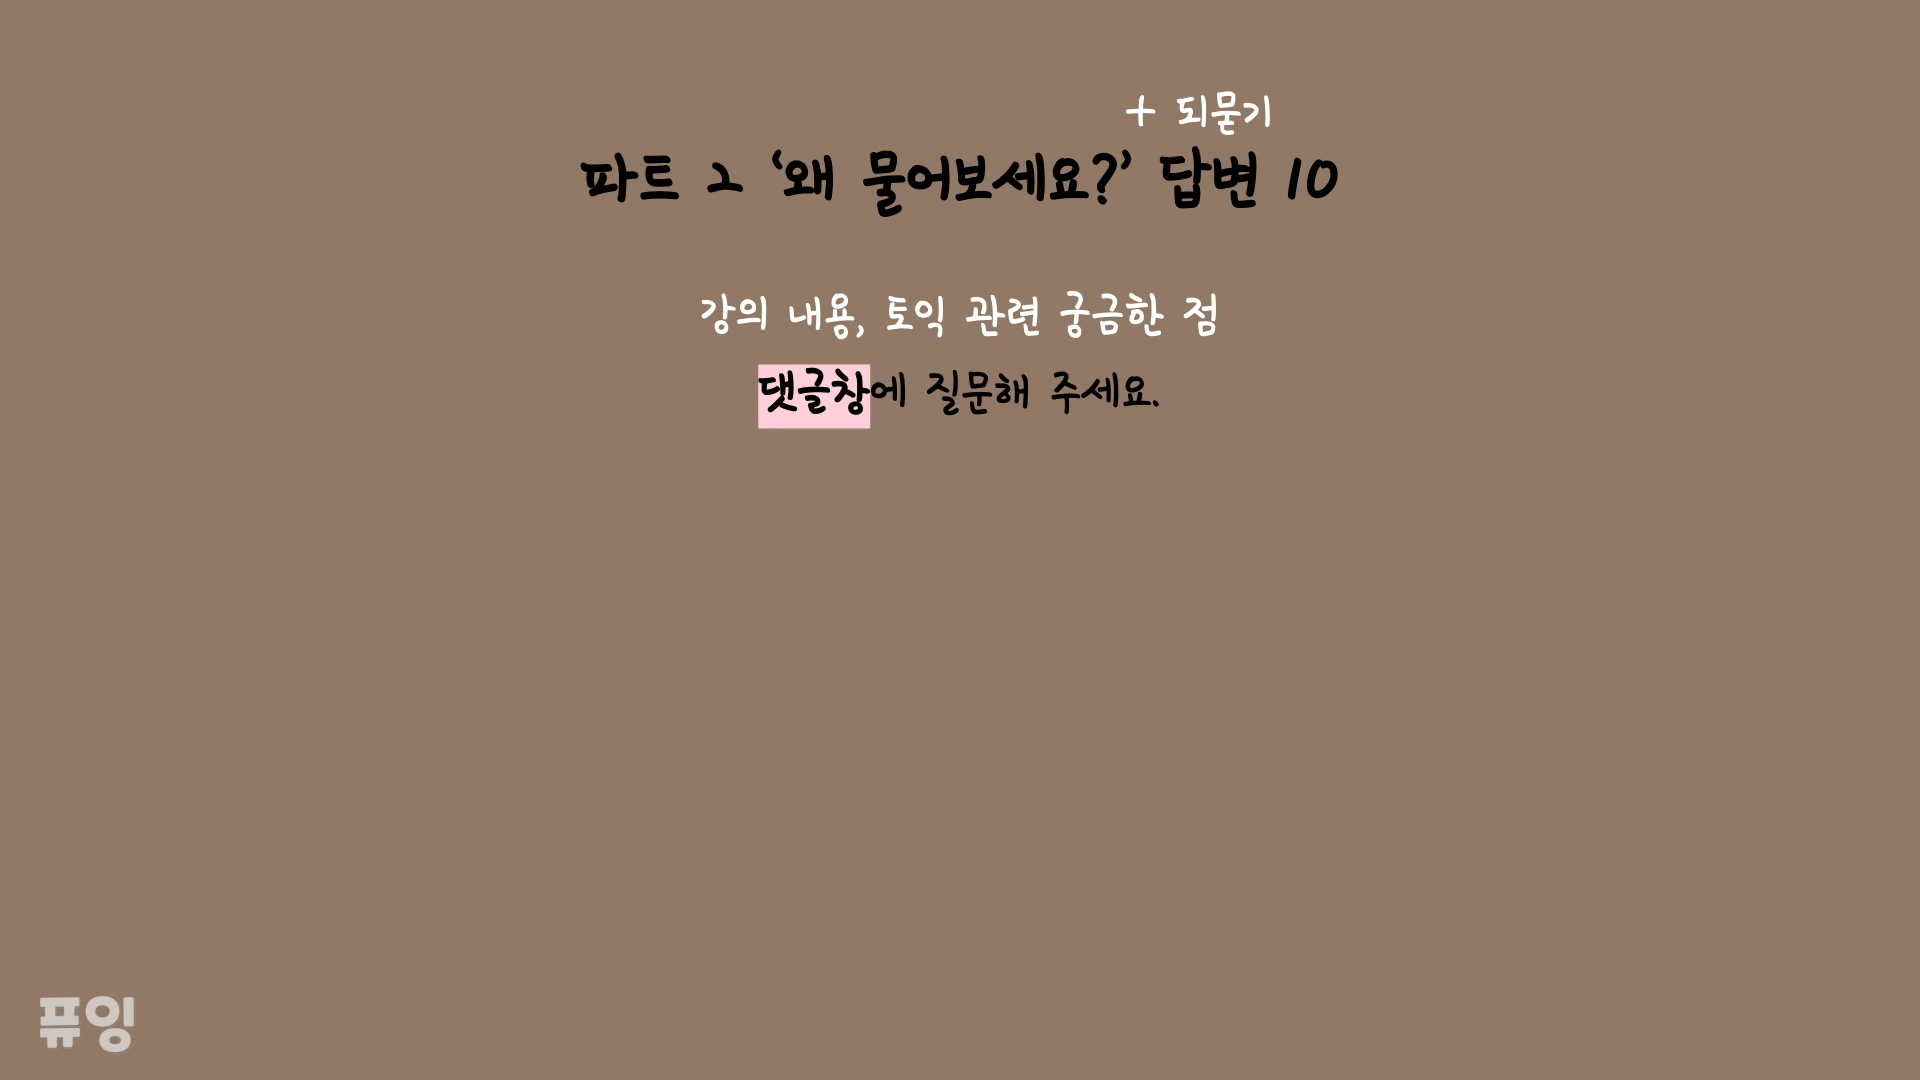 + 되묻기
파트 2 ‘왜 물어보세요?’ 답변 10
강의 내용, 토익 관련 궁금한 점
댓글창에 질문해 주세요.
퓨잉